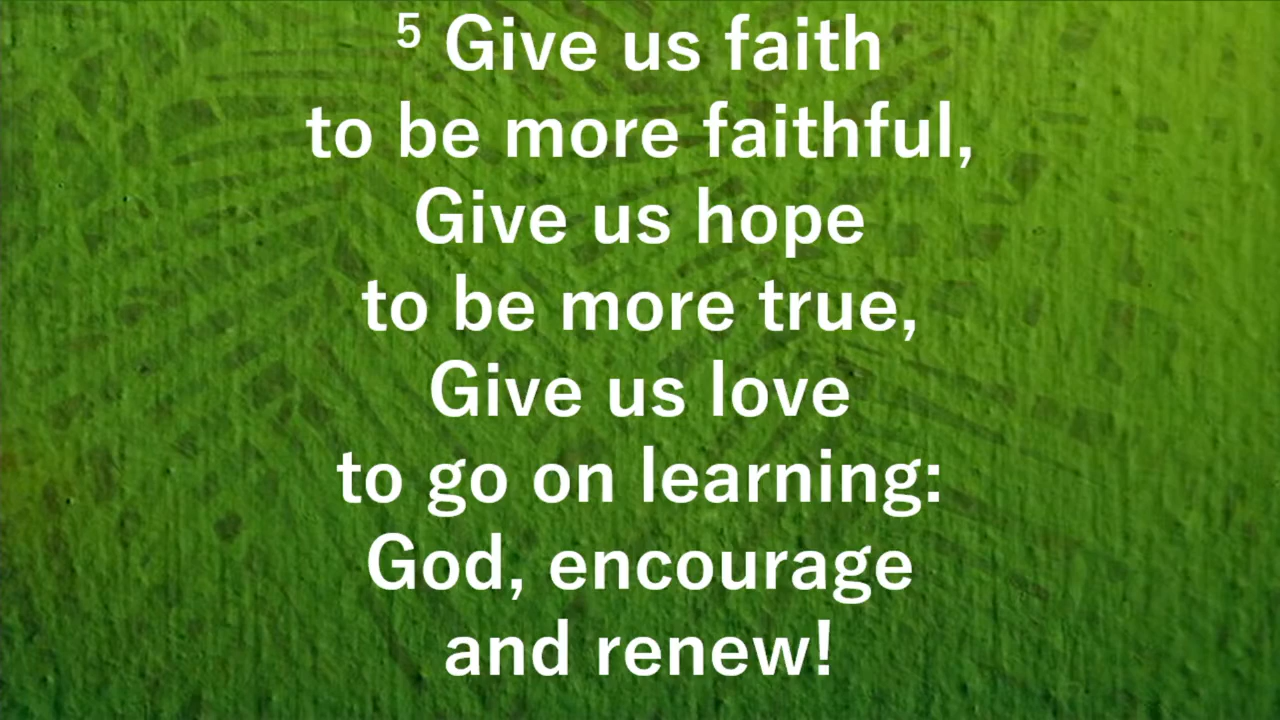 ⁵ Give us faith
to be more faithful,
Give us hope
to be more true,
Give us love
to go on learning:
God, encourage
and renew!